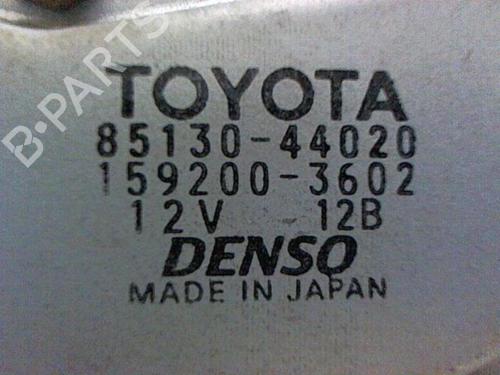 B-PARTS
TOYOTA
85130-44020
159200-3602
12V 12B
DENSO
MADE IN JAPAN